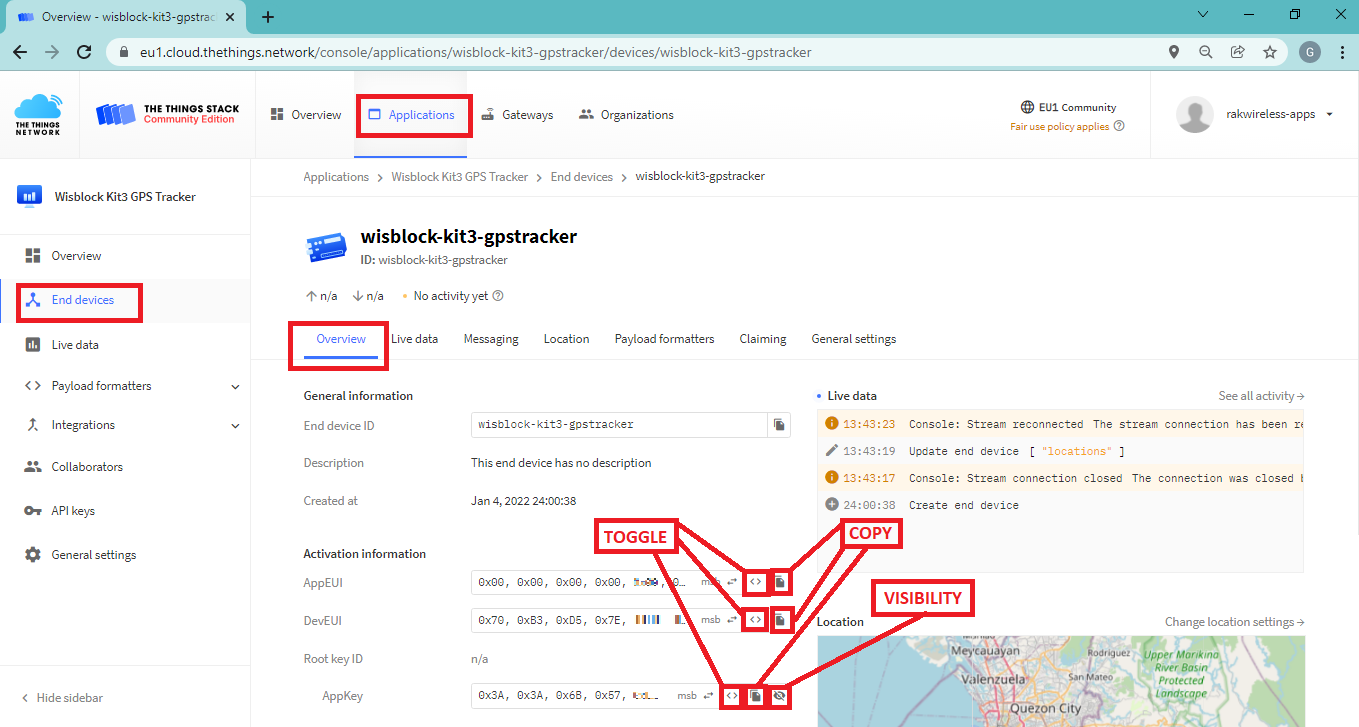 Overview - wisblock-kit3-gpstrac
eu1.cloud.thethings.network/console/applications/wisblock-kit3-gpstracker/devices/wisblock-kit3-gpstracker
G
THE THINGS NETWORK
THE THINGS STACK
Community Edition
Overview
Applications
Gateways
Organizations
EU1 Community
Fair use policy applies
rakwireless-apps
Wisblock Kit3 GPS Tracker
Overview
End devices
Live data
Payload formatters
Integrations
Collaborators
API keys
General settings
Hide sidebar
Applications > Wisblock Kit3 GPS Tracker > End devices > wisblock-kit3-gpstracker
wisblock-kit3-gpstracker
ID: wisblock-kit3-gpstracker
n/a n/a • No activity yet
Overview Live data Messaging Location Payload formatters Claiming General settings
General information
End device ID wisblock-kit3-gpstracker
Description This end device has no description
Created at Jan 4, 2022 24:00:38
Activation information
AppEUI 0x00, 0x00, 0x00, 0x00, msb
DevEUI 0x70, 0xB3, 0xD5, 0x7E, msb
Root key ID n/a
AppKey 0x3A, 0x3A, 0x6B, 0x57, msb
TOGGLE
COPY
VISIBILITY
Live data See all activity →
13:43:23 Console: Stream reconnected The stream connection has been re
13:43:19 Update end device [ "locations" ]
13:43:17 Console: Stream connection closed The connection was closed b
24:00:38 Create end device
Location Change location settings →
Meycauayan
Rodriguez
Upper Marikina
River Basin
Protected
Landscape
Valenzuela
San Mateo
Quezon City